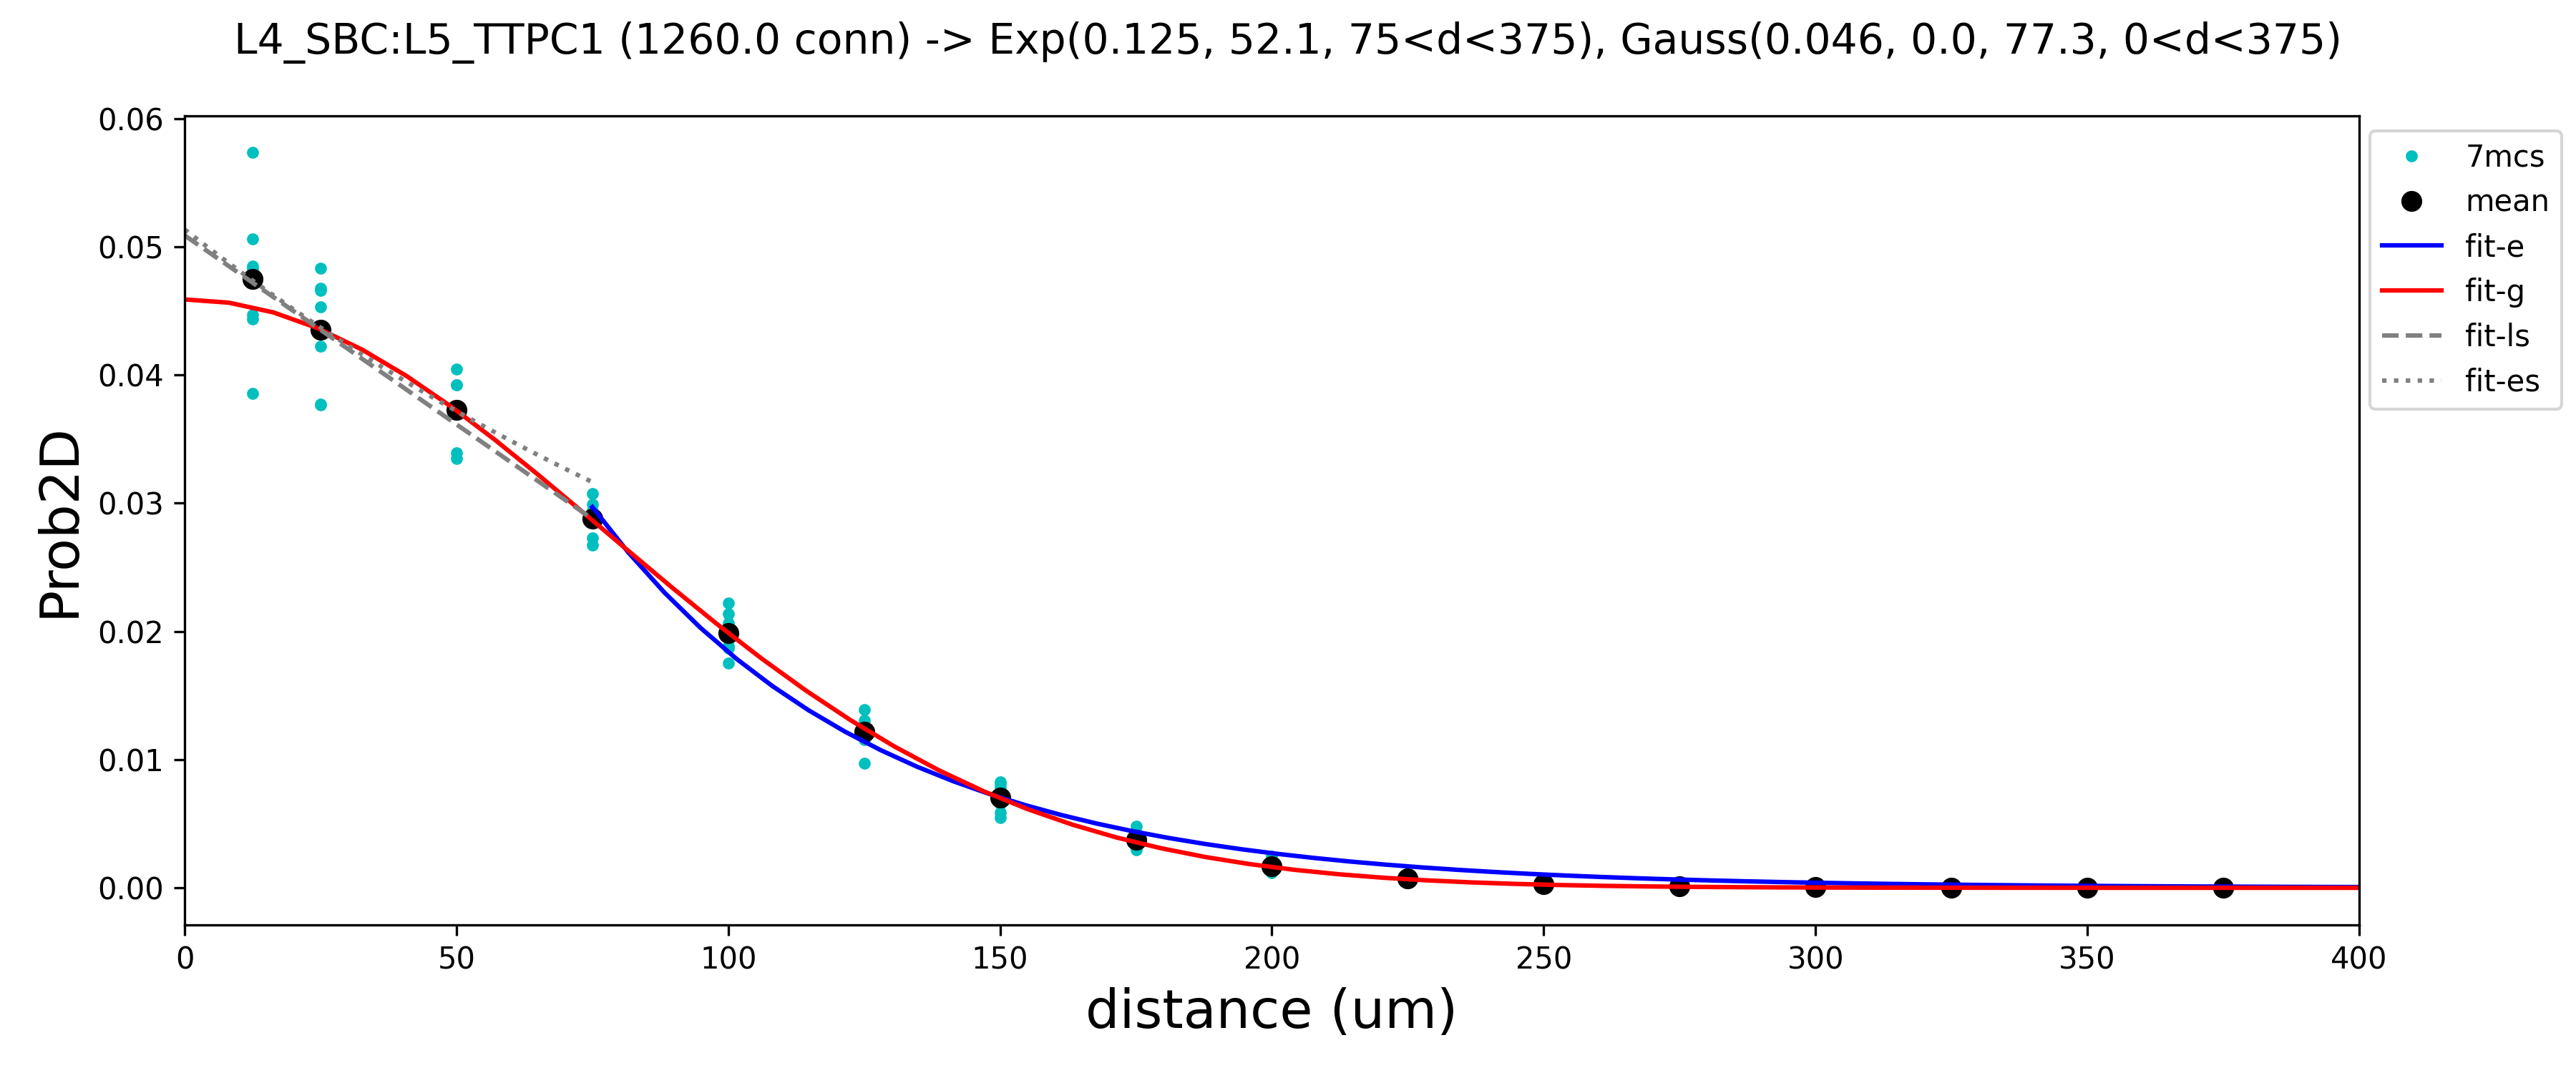 L4_SBC:L5_TTPC1 (1260.0 conn) -> Exp(0.125, 52.1, 75<d<375), Gauss(0.046, 0.0, 77.3, 0<d<375)
0.06
0.05
0.04
0.03
0.02
0.01
0.00
Prob2D
0 50 100 150 200 250 300 350 400
distance (um)
7mcs
mean
fit-e
fit-g
fit-ls
fit-es